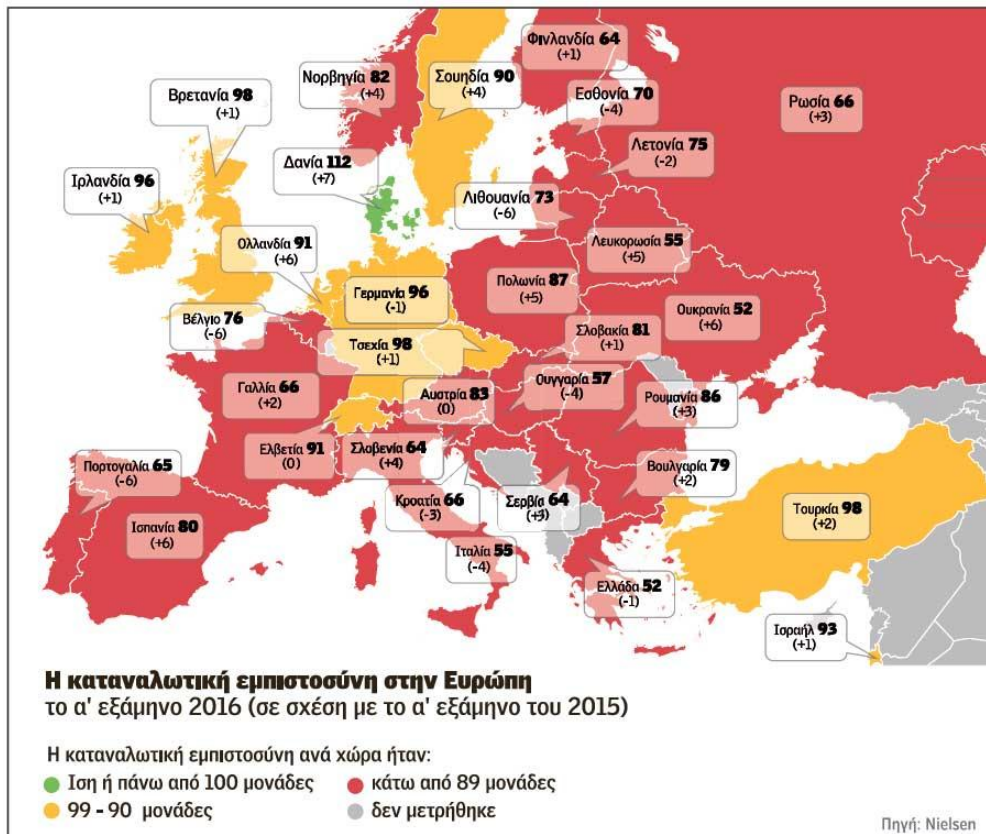 Φινλανδία 64
(+1)
Νορβηγία 82
(+4)
Σουηδία 90
(+4)
Βρετανία 98
(+1)
Εσθονία 70
(-4)
Ρωσία 66
(+3)
Λετονία 75
(-2)
Δανία 112
(+7)
Ιρλανδία 96
(+1)
Λιθουανία 73
(-6)
Ολλανδία 91
(+6)
Λευκορωσία 55
(+5)
Γερμανία 96
(-1)
Πολωνία 87
(+5)
Ουκρανία 52
(+6)
Βέλγιο 76
(-6)
Τσεχία 98
(+1)
Σλοβακία 81
(+1)
Γαλλία 66
(+2)
Αυστρία 83
(0)
Ουγγαρία 57
(-4)
Ρουμανία 86
(+3)
Ελβετία 91
(0)
Σλοβενία 64
(+4)
Πορτογαλία 65
(-6)
Βουλγαρία 79
(+2)
Κροατία 66
(-3)
Σερβία 64
(+3)
Τουρκία 98
(+2)
Ισπανία 80
(+6)
Ιταλία 55
(-4)
Ελλάδα 52
(-1)
Ισραήλ 93
(+1)
Η καταναλωτική εμπιστοσύνη στην Ευρώπη
το α' εξάμηνο 2016 (σε σχέση με το α' εξάμηνο του 2015)
Η καταναλωτική εμπιστοσύνη ανά χώρα ήταν:
Ιση ή πάνω από 100 μονάδες
κάτω από 89 μονάδες
99 - 90 μονάδες
δεν μετρήθηκε
Πηγή: Nielsen